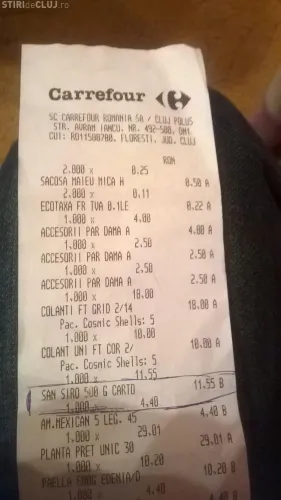 STIRIdeCLUJ.ro
Carrefour
SC CARREFOUR ROMANIA SA / CLUJ POLUS
STR. AVRAM IANCU, NR. 492-500, OM1
CUI: RO11588780. FLORESTI, JUD. CLUJ
RON
2.000 x 0.25
SACOSA MAIEU MICA H 0.50 A
2.000 x 0.11
ECOTAXA FR TVA 0.1LE 0.22 A
1.000 x 4.00
ACCESORII PAR DAMA A 4.00 A
1.000 x 2.50
ACCESORII PAR DAMA A 2.50 A
1.000 x 2.50
ACCESORII PAR DAMA A 2.50 A
1.000 x 10.00
COLANTI FT GRID 2/14 10.00 A
Pac. Cosmic Shells: 5
1.000 x 10.00
COLANT UNI FT COR 2/ 10.00 A
Pac. Cosmic Shells: 5
1.000 x 11.55
SAN SIRO 500 G CARTO 11.55 B
1.000 x 4.40
AM.MEXICAN 5 LEG. 45 4.40 B
1.000 x 29.01
PLANTA PRET UNIC 30 29.01 A
1.000 x 10.20
PAELLA 600G EDENIA/D 10.20 B